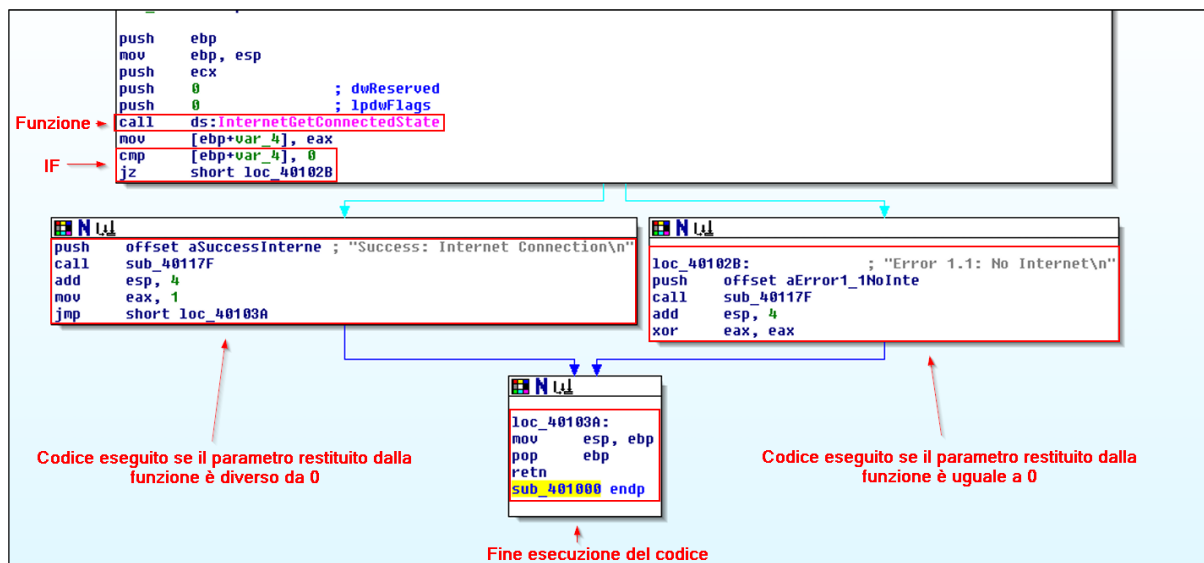 push ebp
mov ebp, esp
push ecx
push 0 ; dwReserved
push 0 ; lpdwFlags
Funzione
call ds:InternetGetConnectedState
mov [ebp+var_4], eax
IF
cmp [ebp+var_4], 0
jz short loc_40102B
N
push offset aSuccessInterne ; "Success: Internet Connection\n"
call sub_40117F
add esp, 4
mov eax, 1
jmp short loc_40103A
N
loc_40102B: ; "Error 1.1: No Internet\n"
push offset aError1_1NoInte
call sub_40117F
add esp, 4
xor eax, eax
N
loc_40103A:
mov esp, ebp
pop ebp
retn
sub_401000 endp
Codice eseguito se il parametro restituito dalla
funzione è diverso da 0
Codice eseguito se il parametro restituito dalla
funzione è uguale a 0
Fine esecuzione del codice